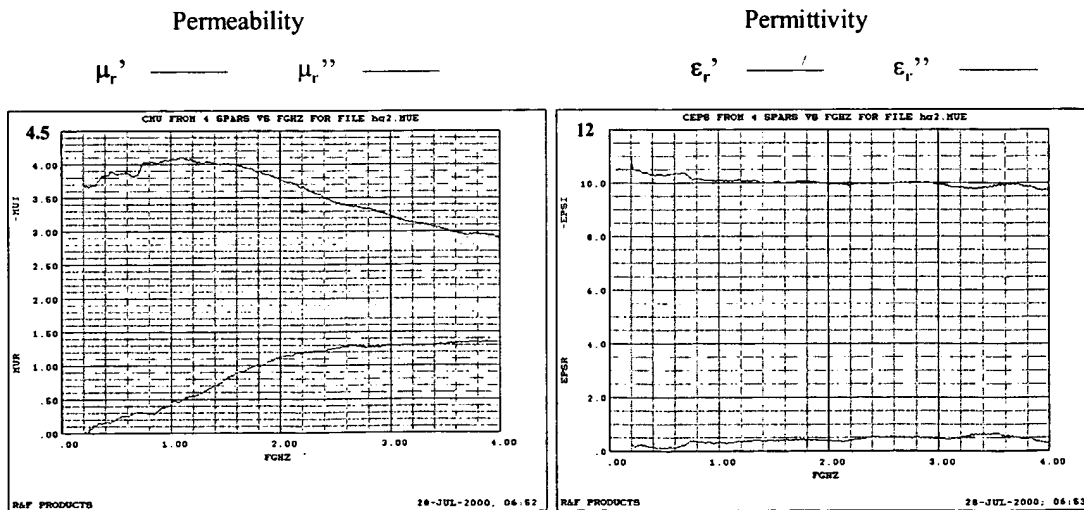 Permeability
μr' μr''
4.5
CMU FROM 4 SPARS VS FGHZ FOR FILE hq2.MUE
4.00
3.50
3.00
2.50
2.00
1.50
1.00
.50
.00
-MUI
MUR
.00 1.00 2.00 3.00 4.00
FGHZ
R&F PRODUCTS 28-JUL-2000, 06:52
Permittivity
εr' εr''
12
CEPS FROM 4 SPARS VS FGHZ FOR FILE hq2.MUE
10.0
8.0
6.0
4.0
2.0
.0
-EPSI
EPSR
.00 1.00 2.00 3.00 4.00
FGHZ
R&F PRODUCTS 28-JUL-2000; 06:53